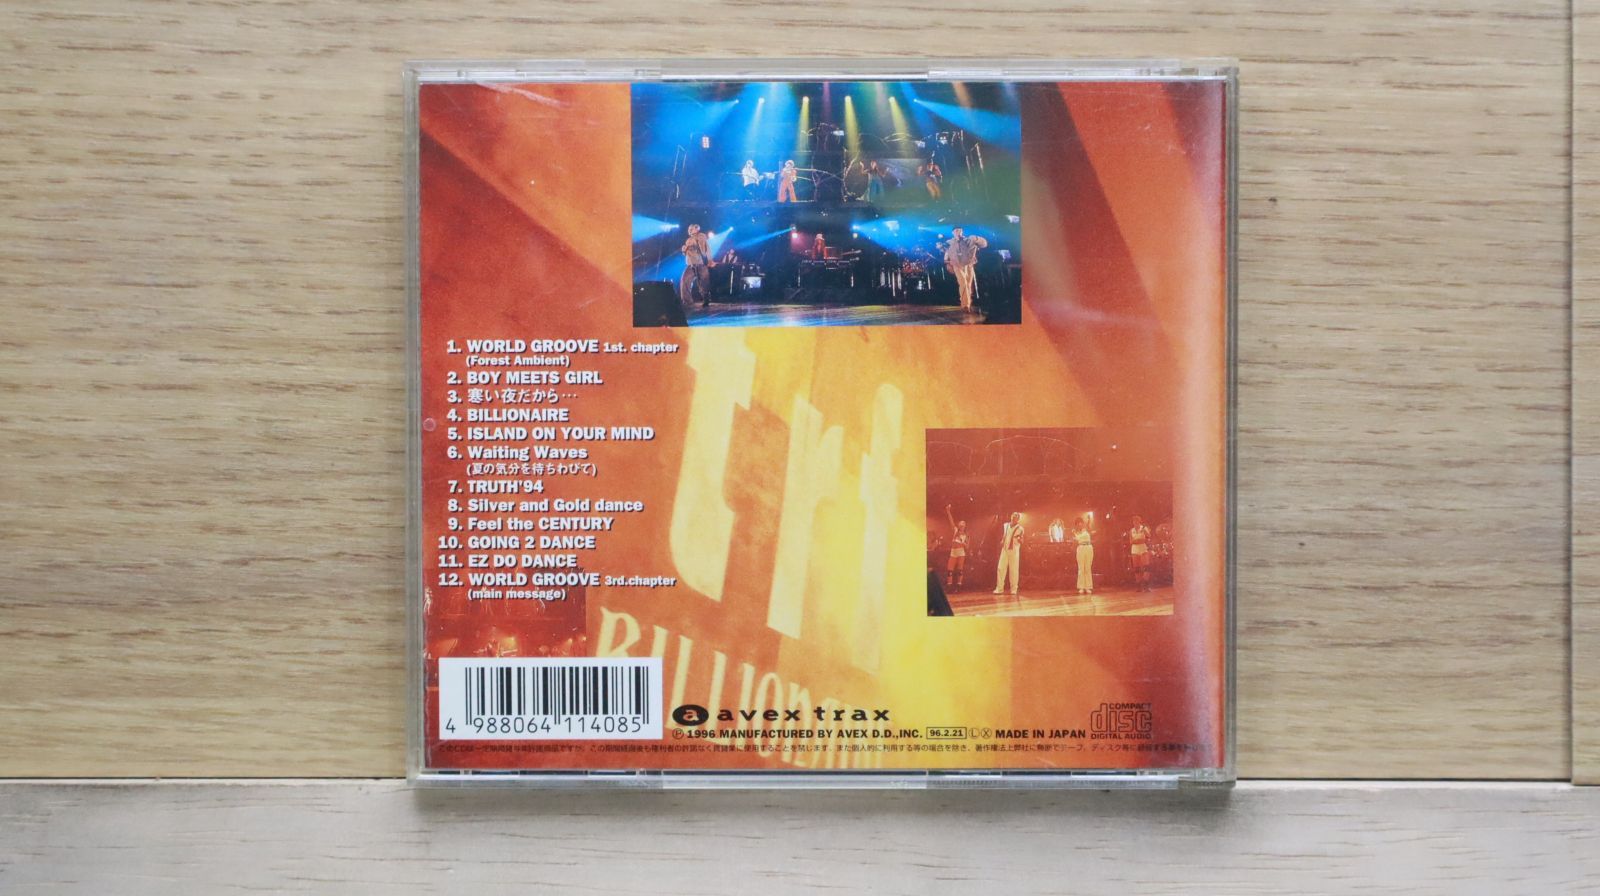 1. WORLD GROOVE 1st. chapter
(Forest Ambient)
2. BOY MEETS GIRL
3. 寒い夜だから…
4. BILLIONAIRE
5. ISLAND ON YOUR MIND
6. Waiting Waves
(夏の気分を待ちわびて)
7. TRUTH'94
8. Silver and Gold dance
9. Feel the CENTURY
10. GOING 2 DANCE
11. EZ DO DANCE
12. WORLD GROOVE 3rd.chapter
(main message)
trf
4 988064 114085
a avex trax
Ⓟ 1996 MANUFACTURED BY AVEX D.D.,INC. 96.2.21 Ⓛ Ⓧ MADE IN JAPAN
COMPACT
disc
DIGITAL AUDIO